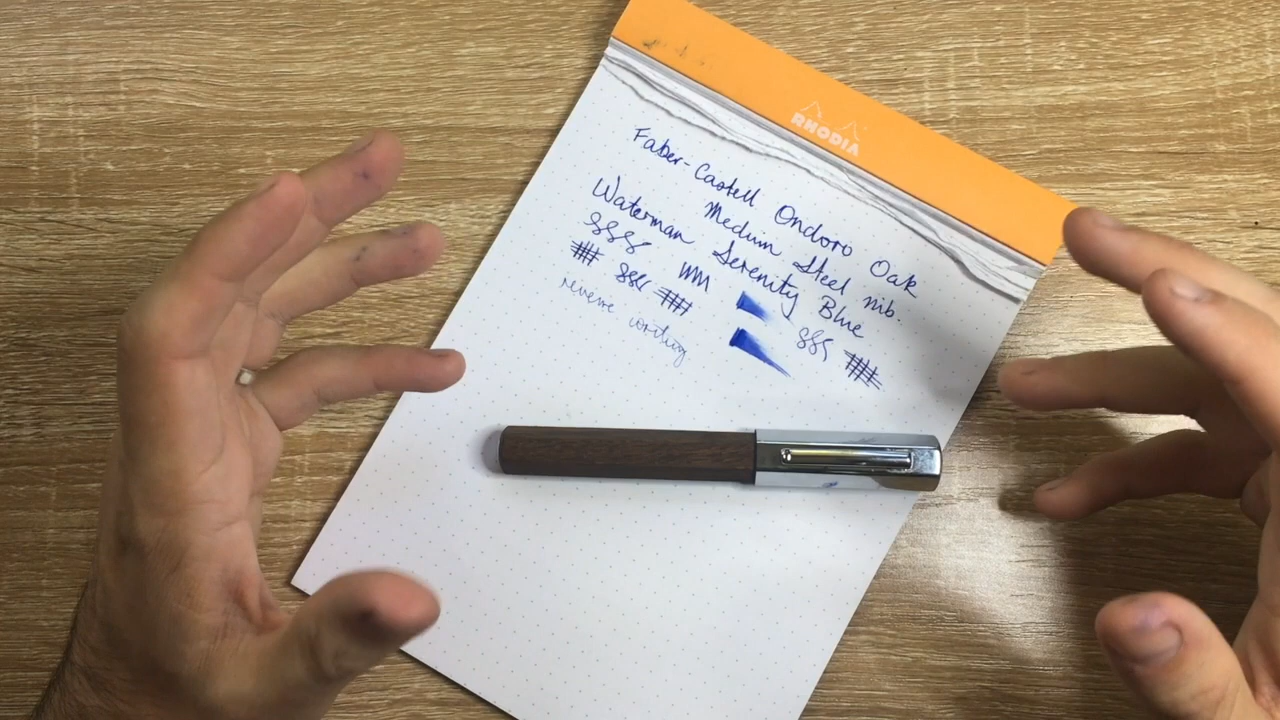 RHODIA
Faber-Castell Ondoro Oak
Medium Steel nib.
Waterman Serenity Blue
reverse writing